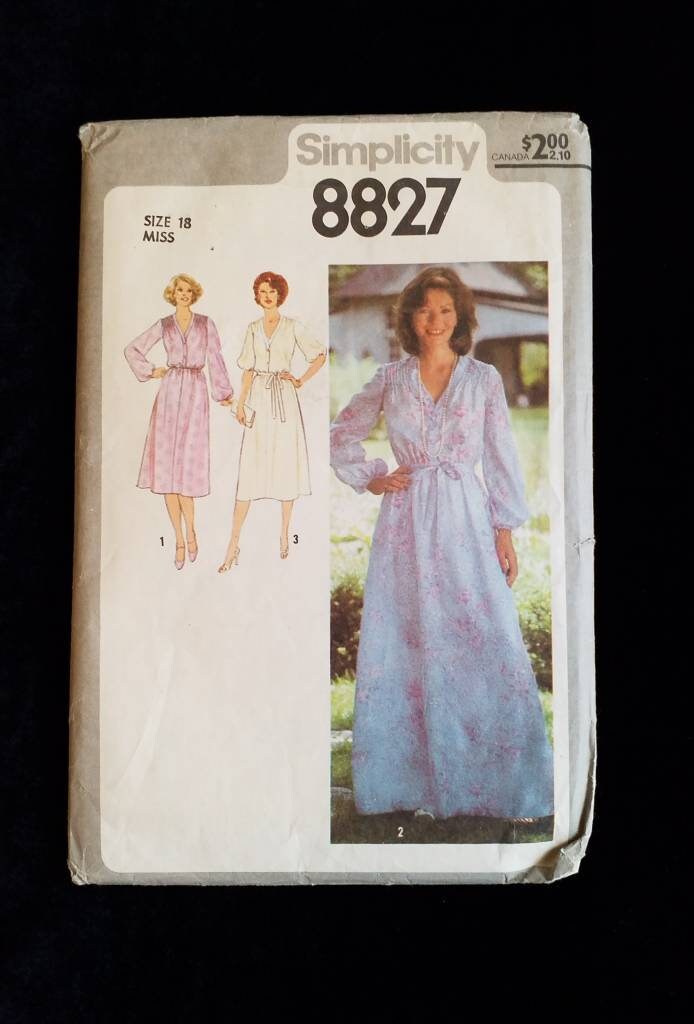 Simplicity
8827
$2.00
CANADA 2.10
SIZE 18
MISS
1
3
2